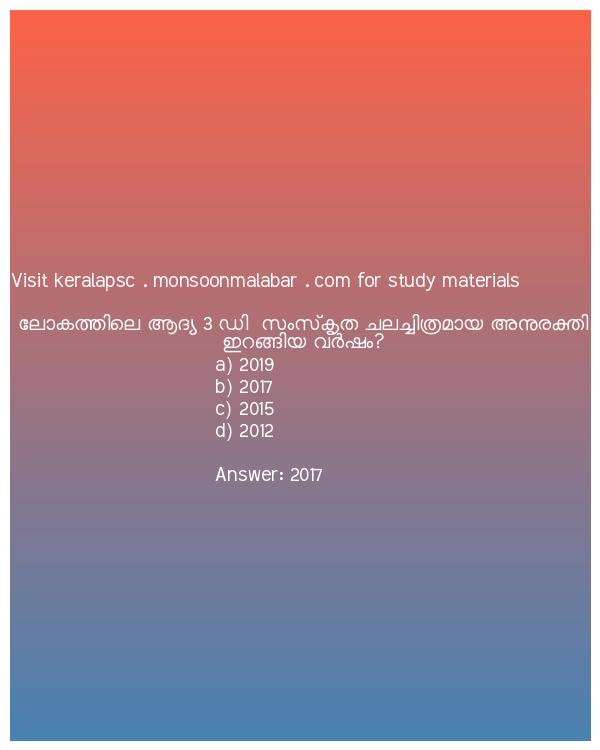 Visit keralapsc . monsoonmalabar . com for study materials
ലോകത്തിലെ ആദ്യ 3 ഡി  സംസ്കൃത ചലച്ചിത്രമായ അനുരക്തി
ഇറങ്ങിയ വർഷം?
a) 2019
b) 2017
c) 2015
d) 2012
Answer: 2017